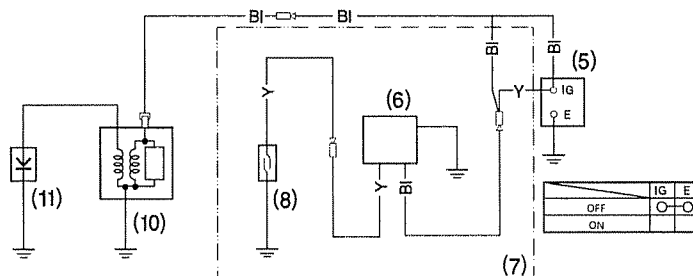 Bl
Bl
Bl
Bl
(5)
Y
IG
E
Y
(6)
(8)
Y
Bl
(11)
(10)
(7)
IG E
OFF
ON